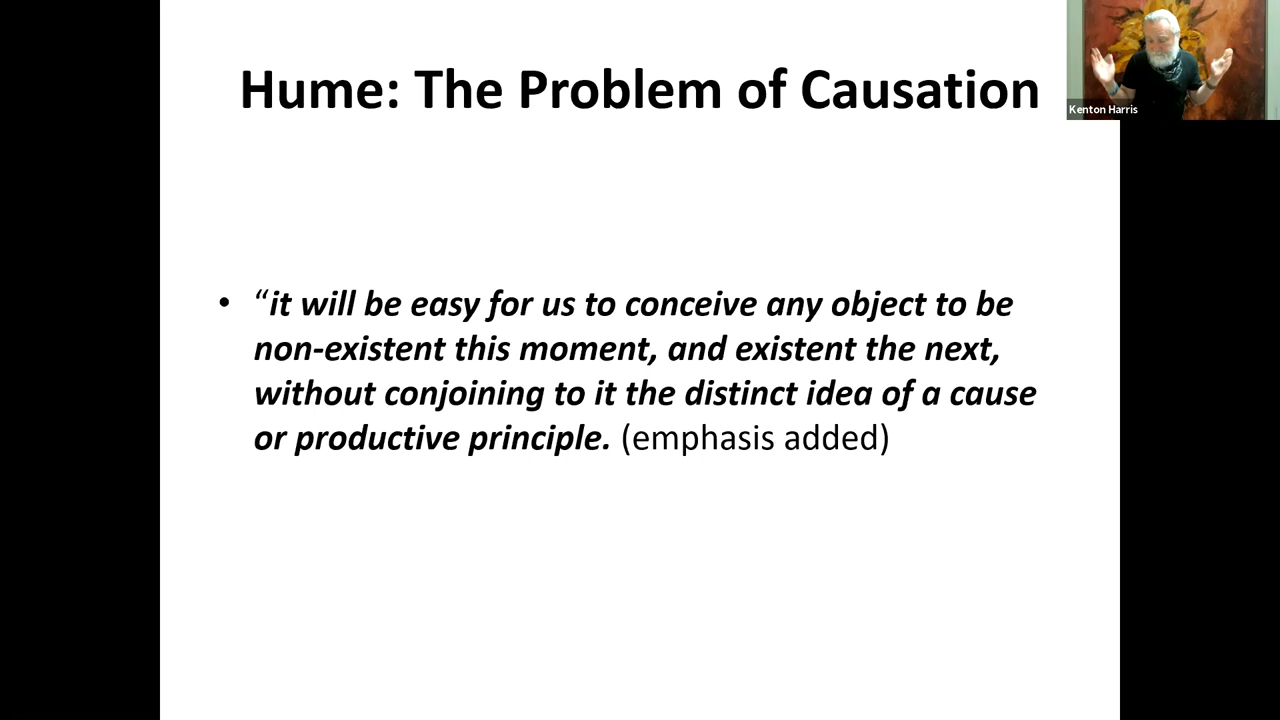 Hume: The Problem of Causation
Kenton Harris
• “it will be easy for us to conceive any object to be
non-existent this moment, and existent the next,
without conjoining to it the distinct idea of a cause
or productive principle. (emphasis added)